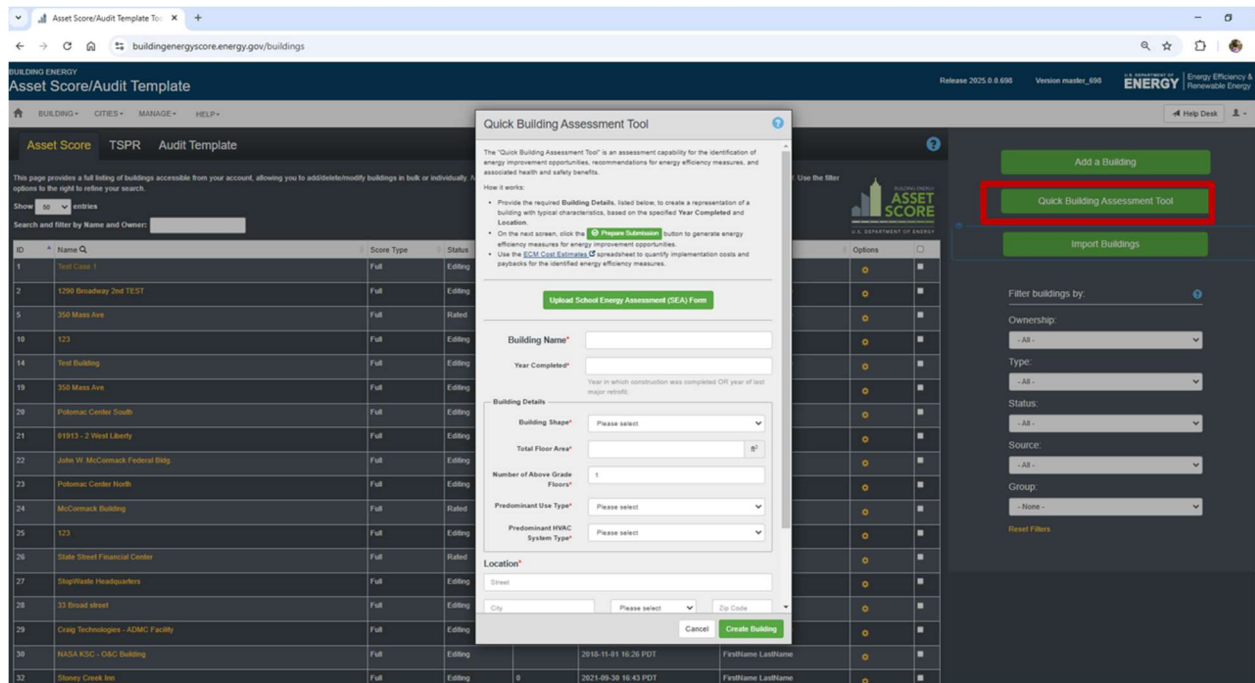 Asset Score/Audit Template Too
buildingenergyscore.energy.gov/buildings
BUILDING ENERGY
Asset Score/Audit Template
Release 2025.0.0.698
Version master_698
U.S. DEPARTMENT OF
ENERGY
Energy Efficiency &
Renewable Energy
BUILDING
CITIES
MANAGE
HELP
Help Desk
Asset Score
TSPR
Audit Template
This page provides a full listing of buildings accessible from your account, allowing you to add/delete/modify buildings in bulk or individually.
Use the filter
options to the right to refine your search.
Show 50 entries
Search and filter by Name and Owner:
BUILDING ENERGY
ASSET
SCORE
U.S. DEPARTMENT OF ENERGY
ID Name Score Type Status Options
1 Test Case 1 Full Editing
2 1290 Broadway 2nd TEST Full Editing
5 350 Mass Ave Full Rated
10 123 Full Editing
14 Test Building Full Editing
19 350 Mass Ave Full Editing
20 Potomac Center South Full Editing
21 01913 - 2 West Liberty Full Editing
22 John W. McCormack Federal Bldg. Full Editing
23 Potomac Center North Full Editing
24 McCormack Building Full Rated
25 123 Full Editing
26 State Street Financial Center Full Rated
27 StopWaste Headquarters Full Editing
28 33 Broad street Full Editing
29 Craig Technologies - ADMC Facility Full Editing
30 NASA KSC - O&C Building Full Editing 2018-11-01 16:26 PDT FirstName LastName
32 Stoney Creek Inn Full Editing 0 2021-09-30 16:43 PDT FirstName LastName
Quick Building Assessment Tool
The "Quick Building Assessment Tool" is an assessment capability for the identification of
energy improvement opportunities, recommendations for energy efficiency measures, and
associated health and safety benefits.
How it works:
• Provide the required Building Details, listed below, to create a representation of a
building with typical characteristics, based on the specified Year Completed and
Location.
• On the next screen, click the Prepare Submission button to generate energy
efficiency measures for energy improvement opportunities.
• Use the ECM Cost Estimates spreadsheet to quantify implementation costs and
paybacks for the identified energy efficiency measures.
Upload School Energy Assessment (SEA) Form
Building Name*
Year Completed*
Year in which construction was completed OR year of last
major retrofit.
Building Details
Building Shape* Please select
Total Floor Area* ft²
Number of Above Grade
Floors*
1
Predominant Use Type* Please select
Predominant HVAC
System Type*
Please select
Location*
Street
City Please select Zip Code
Cancel Create Building
Add a Building
Quick Building Assessment Tool
Import Buildings
Filter buildings by:
Ownership:
- All -
Type:
- All -
Status:
- All -
Source:
- All -
Group:
- None -
Reset Filters